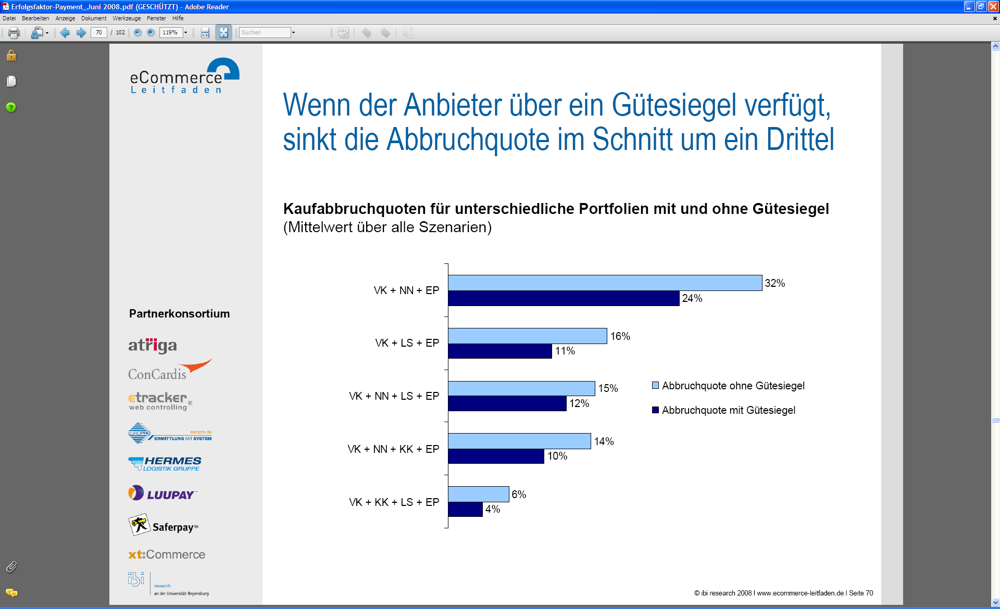 Erfolgsfaktor-Payment_Juni 2008.pdf (GESCHÜTZT) - Adobe Reader
Datei Bearbeiten Anzeige Dokument Werkzeuge Fenster Hilfe
70 / 102 119% Suchen
eCommerce
Leitfaden
Wenn der Anbieter über ein Gütesiegel verfügt,
sinkt die Abbruchquote im Schnitt um ein Drittel
Kaufabbruchquoten für unterschiedliche Portfolien mit und ohne Gütesiegel
(Mittelwert über alle Szenarien)
VK + NN + EP
32%
24%
VK + LS + EP
16%
11%
VK + NN + LS + EP
15%
12%
VK + NN + KK + EP
14%
10%
VK + KK + LS + EP
6%
4%
Abbruchquote ohne Gütesiegel
Abbruchquote mit Gütesiegel
Partnerkonsortium
atriga
ConCardis
etracker®
web controlling
EUROPRO europro.de
ERMITTLUNG MIT SYSTEM
HERMES
LOGISTIK GRUPPE
LUUPAY™
Saferpay™
xt:Commerce
ibi research
an der Universität Regensburg
© ibi research 2008 I www.ecommerce-leitfaden.de I Seite 70